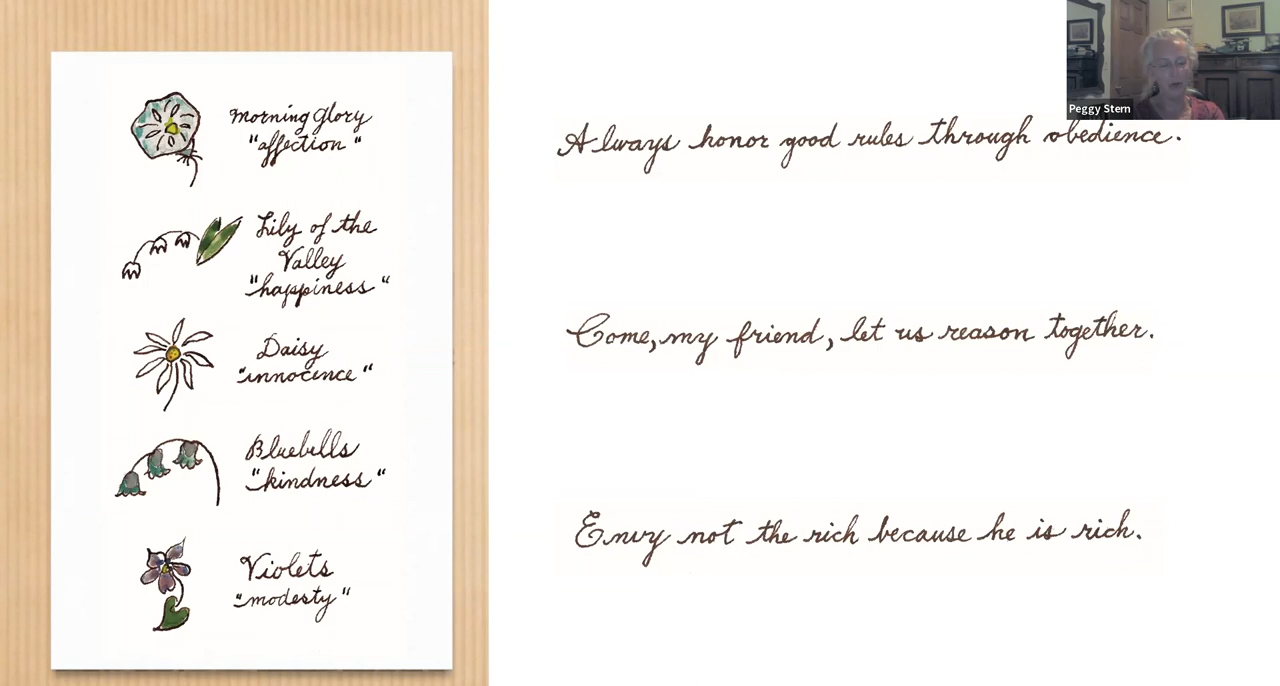 Morning Glory
"affection"
Lily of the
Valley
"happiness"
Daisy
"innocence"
Bluebells
"kindness"
Violets
"modesty"
Peggy Stern
Always honor good rules through obedience.
Come, my friend, let us reason together.
Envy not the rich because he is rich.